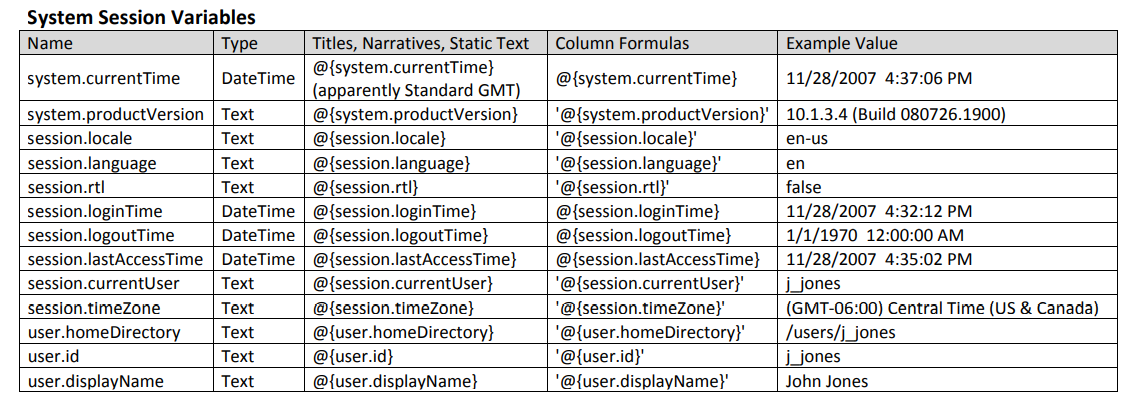 System Session Variables
Name Type Titles, Narratives, Static Text Column Formulas Example Value
system.currentTime DateTime @{system.currentTime} (apparently Standard GMT) @{system.currentTime} 11/28/2007 4:37:06 PM
system.productVersion Text @{system.productVersion} '@{system.productVersion}' 10.1.3.4 (Build 080726.1900)
session.locale Text @{session.locale} '@{session.locale}' en-us
session.language Text @{session.language} '@{session.language}' en
session.rtl Text @{session.rtl} '@{session.rtl}' false
session.loginTime DateTime @{session.loginTime} @{session.loginTime} 11/28/2007 4:32:12 PM
session.logoutTime DateTime @{session.logoutTime} @{session.logoutTime} 1/1/1970 12:00:00 AM
session.lastAccessTime DateTime @{session.lastAccessTime} @{session.lastAccessTime} 11/28/2007 4:35:02 PM
session.currentUser Text @{session.currentUser} '@{session.currentUser}' j_jones
session.timeZone Text @{session.timeZone} '@{session.timeZone}' (GMT-06:00) Central Time (US & Canada)
user.homeDirectory Text @{user.homeDirectory} '@{user.homeDirectory}' /users/j_jones
user.id Text @{user.id} '@{user.id}' j_jones
user.displayName Text @{user.displayName} '@{user.displayName}' John Jones